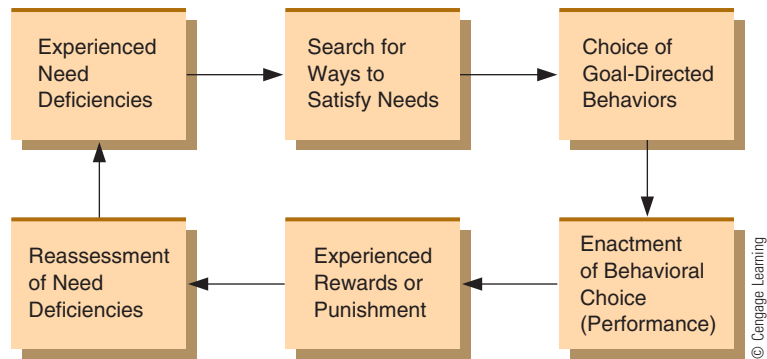 Experienced
Need
Deficiencies
Search for
Ways to
Satisfy Needs
Choice of
Goal-Directed
Behaviors
Reassessment
of Need
Deficiencies
Experienced
Rewards or
Punishment
Enactment
of Behavioral
Choice
(Performance)
© Cengage Learning